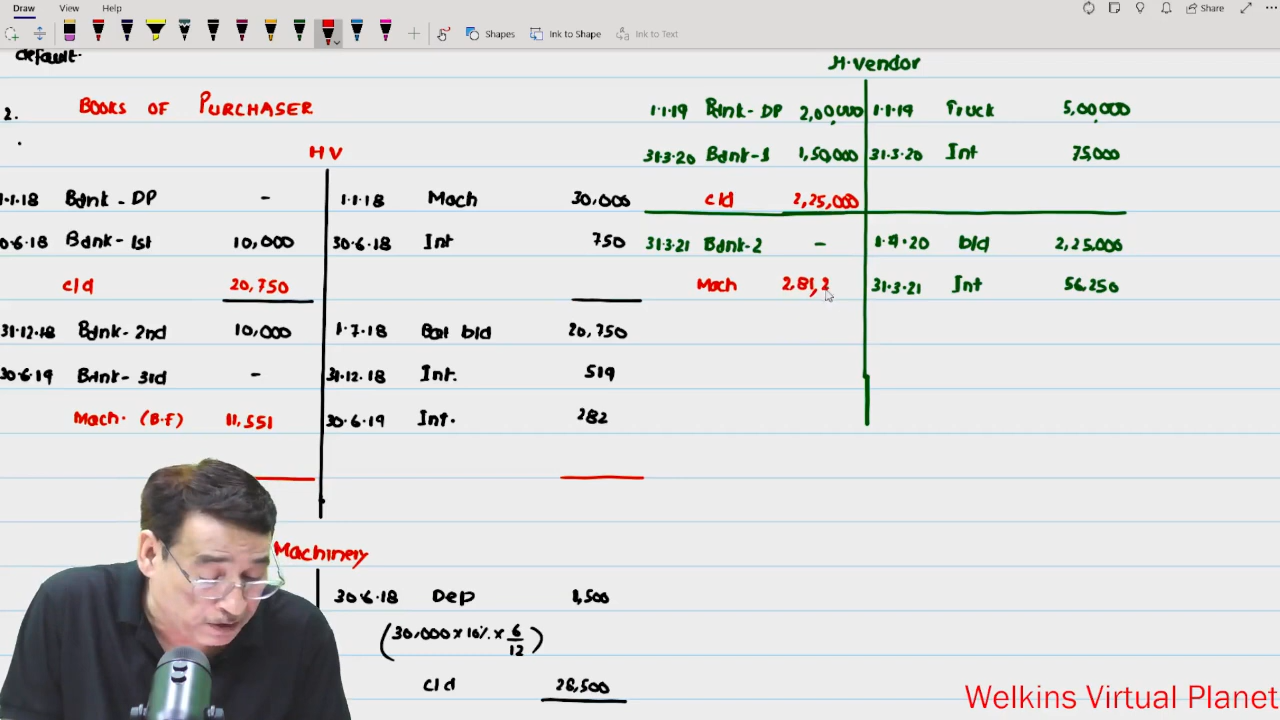 Draw View Help
Share
Shapes Ink to Shape Ink to Text
default.
2. BOOKS OF PURCHASER
HV
1.1.18 Bank - DP - 1.1.18 Mach 30,000
30.6.18 Bank- 1st 10,000 30.6.18 Int 750
c/d 20,750
31.12.18 Bank- 2nd 10,000 1.7.18 Bal b/d 20,750
30.6.19 Bank- 3rd - 31.12.18 Int. 519
Mach. (B.F) 11,551 30.6.19 Int. 282
Machinery
30.6.18 Dep 1,500
(30,000 x 10% x 6/12)
c/d 28,500
H.Vendor
1.1.19 Bank- DP 2,00,000 1.1.19 Truck 5,00,000
31.3.20 Bank-1 1,50,000 31.3.20 Int 75,000
c/d 2,25,000
31.3.21 Bank-2 - 1.4.20 b/d 2,25,000
Mach 2,81,2 31.3.21 Int 56,250
Welkins Virtual Planet